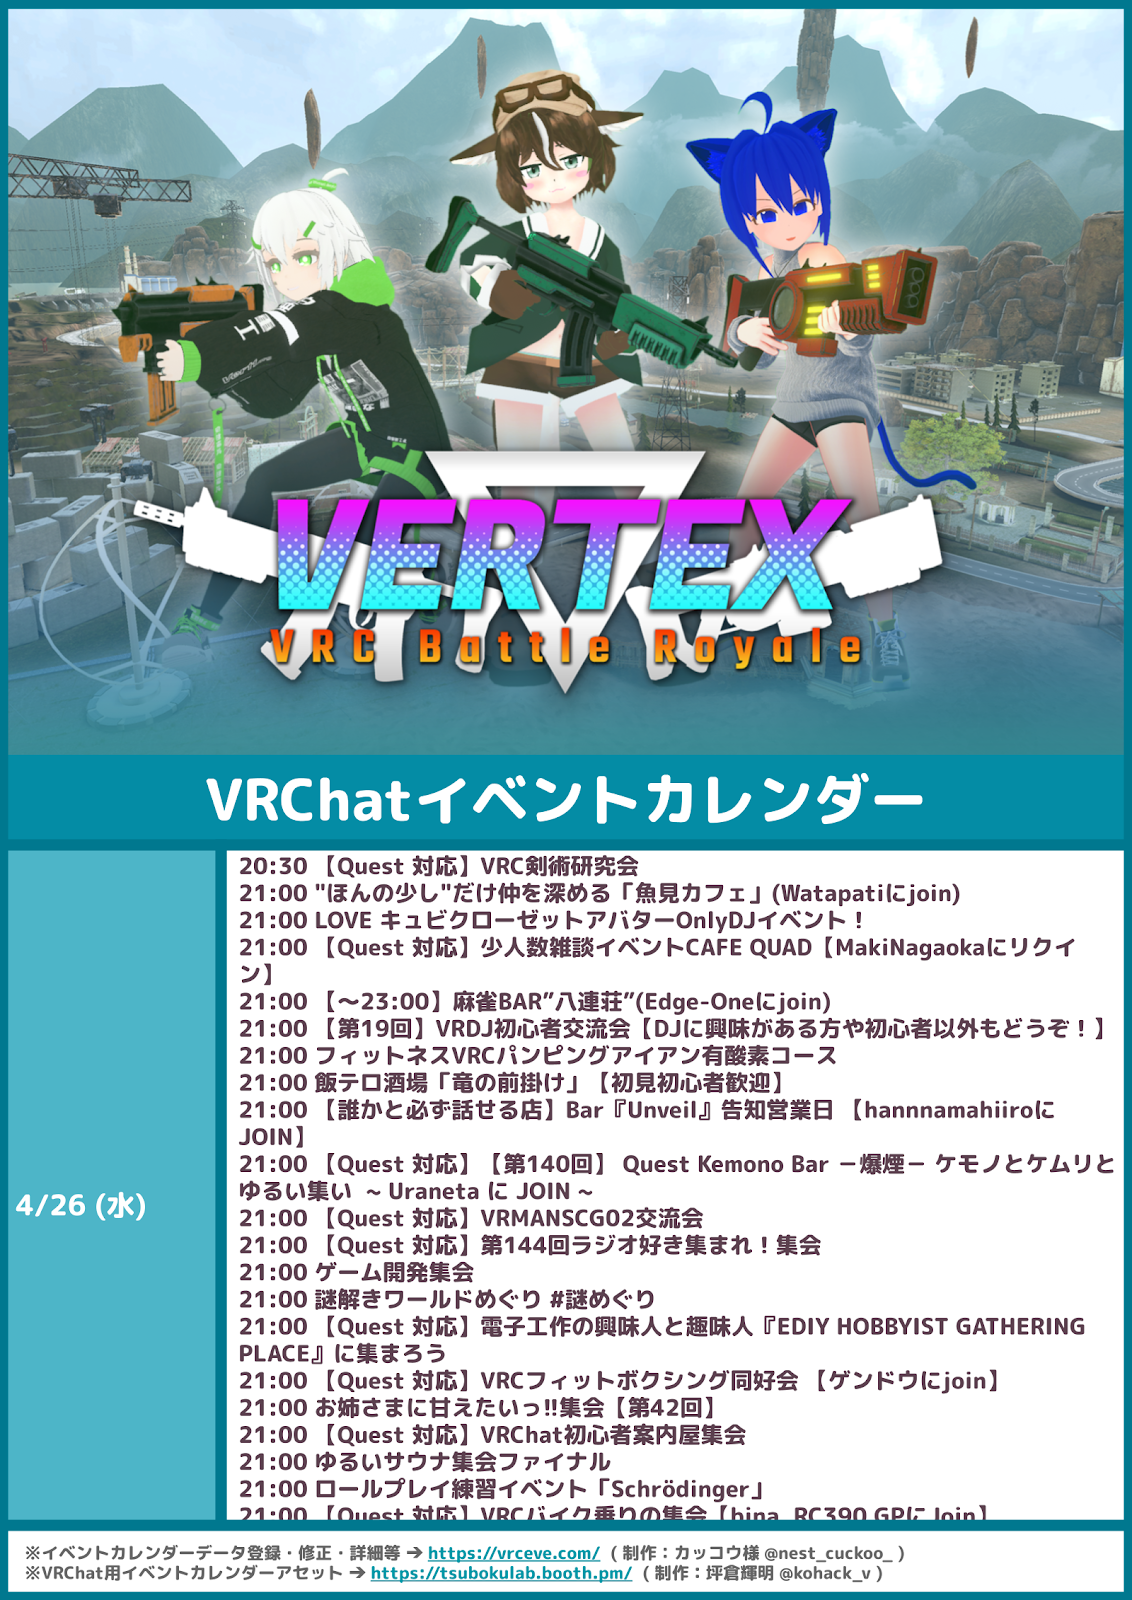 VERTEX
VRC Battle Royale
VRChatイベントカレンダー
4/26 (水)
20:30 【Quest 対応】VRC剣術研究会
21:00 "ほんの少し"だけ仲を深める「魚見カフェ」(Watapatiにjoin)
21:00 LOVE キュビクローゼットアバターOnlyDJイベント！
21:00 【Quest 対応】少人数雑談イベントCAFE QUAD【MakiNagaokaにリクイ
ン】
21:00 【～23:00】麻雀BAR”八連荘”(Edge-Oneにjoin)
21:00 【第19回】VRDJ初心者交流会【DJに興味がある方や初心者以外もどうぞ！】
21:00 フィットネスVRCパンピングアイアン有酸素コース
21:00 飯テロ酒場「竜の前掛け」【初見初心者歓迎】
21:00 【誰かと必ず話せる店】Bar『Unveil』告知営業日 【hannnamahiiroに
JOIN】
21:00 【Quest 対応】【第140回】 Quest Kemono Bar －爆煙－ ケモノとケムリと
ゆるい集い ～Uraneta に JOIN～
21:00 【Quest 対応】VRMANSCG02交流会
21:00 【Quest 対応】第144回ラジオ好き集まれ！集会
21:00 ゲーム開発集会
21:00 謎解きワールドめぐり #謎めぐり
21:00 【Quest 対応】電子工作の興味人と趣味人『EDIY HOBBYIST GATHERING
PLACE』に集まろう
21:00 【Quest 対応】VRCフィットボクシング同好会 【ゲンドウにjoin】
21:00 お姉さまに甘えたいっ!!集会【第42回】
21:00 【Quest 対応】VRChat初心者案内屋集会
21:00 ゆるいサウナ集会ファイナル
21:00 ロールプレイ練習イベント「Schrödinger」
21:00 【Quest 対応】VRCバイク乗りの集会【hina_RC390 GPに Join】
※イベントカレンダーデータ登録・修正・詳細等 → https://vrceve.com/ ( 制作：カッコウ様 @nest_cuckoo_ )
※VRChat用イベントカレンダーアセット → https://tsubokulab.booth.pm/ ( 制作：坪倉輝明 @kohack_v )